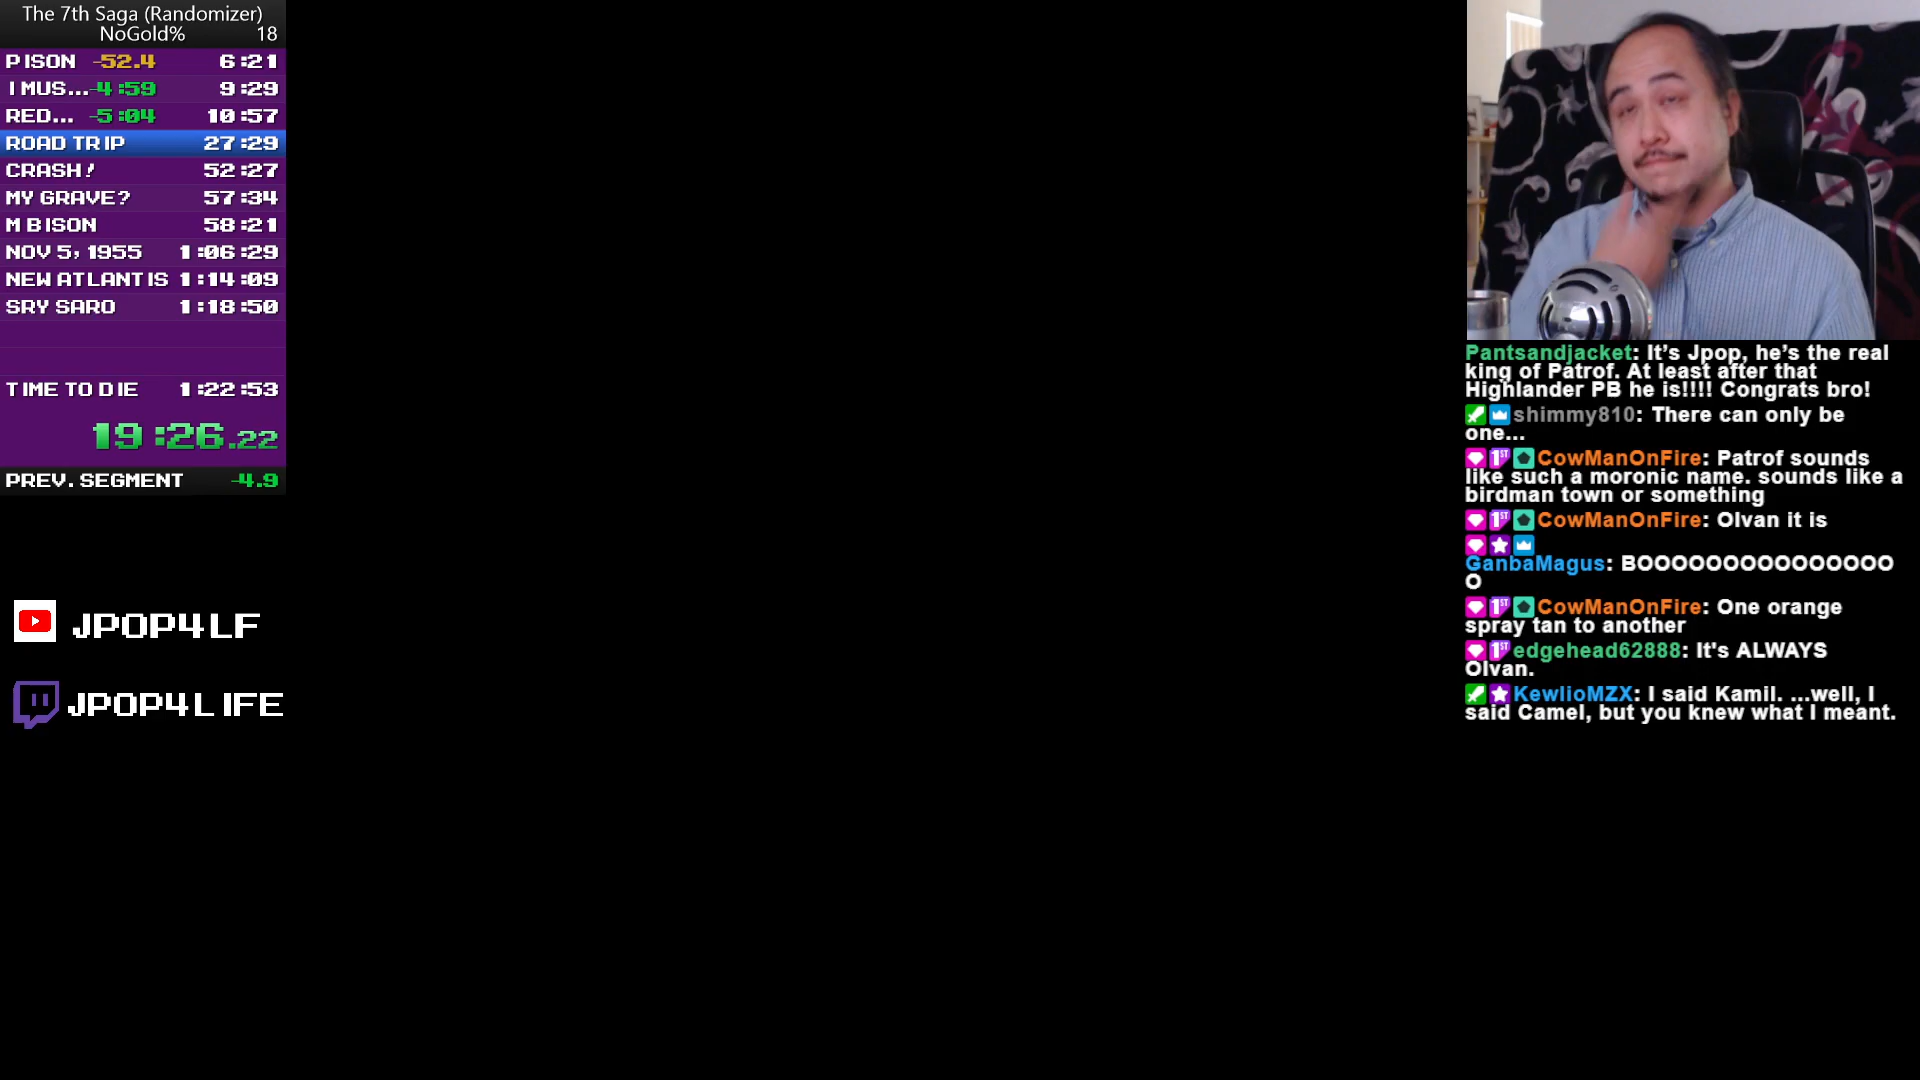 The 7th Saga (Randomizer)
NoGold% 18
PISON -52.4 6:21
I MUS... -4:59 9:29
RED... -5:04 10:57
ROAD TRIP 27:29
CRASH! 52:27
MY GRAVE? 57:34
M BISON 58:21
NOV 5, 1955 1:06:29
NEW ATLANTIS 1:14:09
SRY SARO 1:18:50
TIME TO DIE 1:22:53
19:26.22
PREV. SEGMENT -4.9
JPOP4LF
JPOP4LIFE
Pantsandjacket: It’s Jpop, he’s the real
king of Patrof. At least after that
Highlander PB he is!!!! Congrats bro!
shimmy810: There can only be
one...
1ST CowManOnFire: Patrof sounds
like such a moronic name. sounds like a
birdman town or something
1ST CowManOnFire: Olvan it is
GanbaMagus: BOOOOOOOOOOOOOOO
O
1ST CowManOnFire: One orange
spray tan to another
1ST edgehead62888: It's ALWAYS
Olvan.
KewlioMZX: I said Kamil. ...well, I
said Camel, but you knew what I meant.